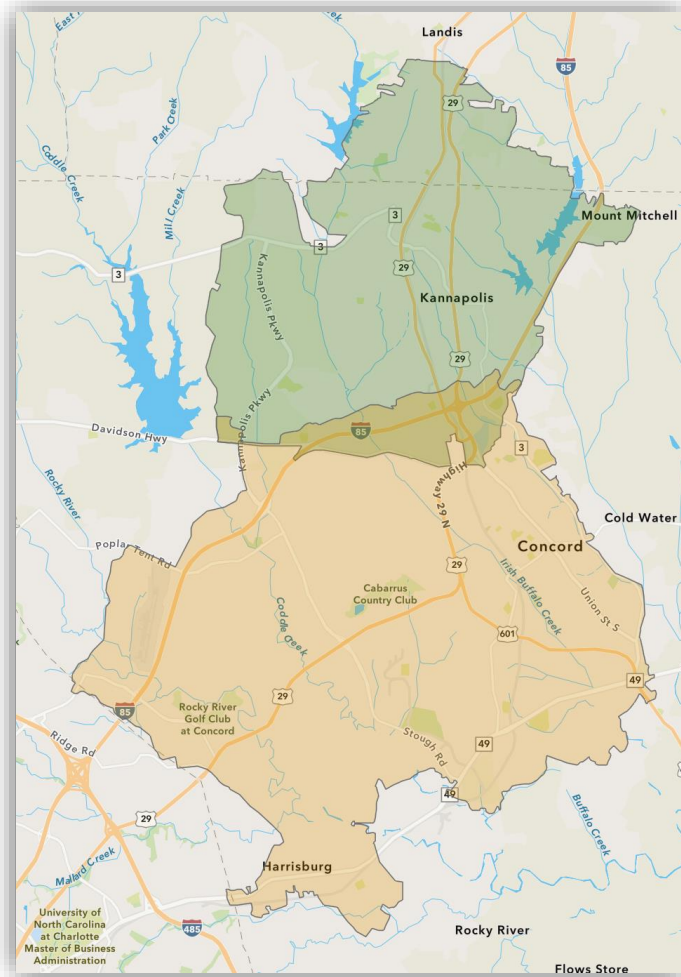 Landis
85
29
Park Creek
Coddle Creek
Mill Creek
Mount Mitchell
3
3
3
29
Kannapolis
Kannapolis Pkwy
29
Kannapolis Pkwy
Davidson Hwy
85
3
Highway 29 N
Rocky River
Cold Water
Poplar Tent Rd
Concord
29
Cabarrus
Country Club
Irish Buffalo Creek
Coddle Creek
Union St S
601
49
29
Rocky River
Golf Club
at Concord
85
Stough Rd
49
Ridge Rd
49
29
Buffalo Creek
Mallard Creek
Harrisburg
University of
North Carolina
at Charlotte
Master of Business
Administration
485
Rocky River
Flows Store